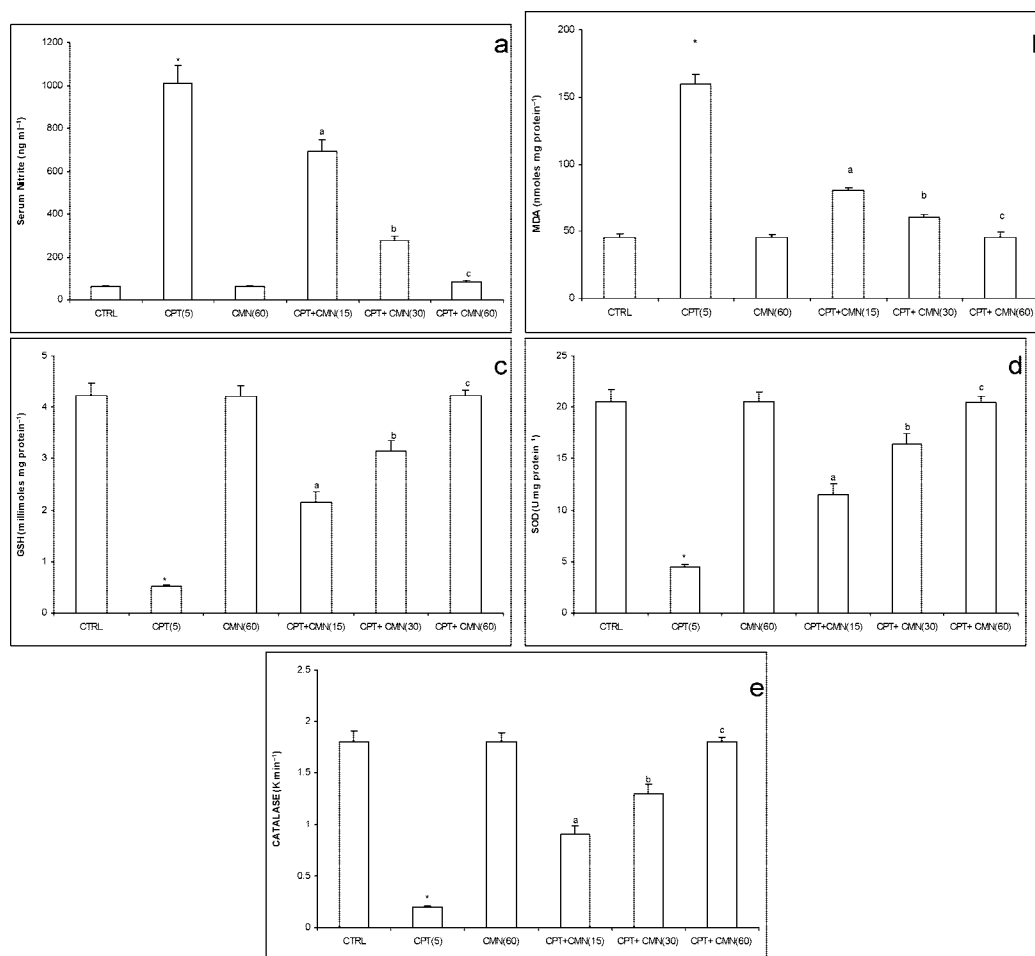 a
Serum Nitrite (ng ml⁻¹)
1200
1000
800
600
400
200
0
*
a
b
c
CTRL CPT(5) CMN(60) CPT+CMN(15) CPT+ CMN(30) CPT+ CMN(60)
MDA (nmoles mg protein⁻¹)
200
150
100
50
0
*
a
b
c
CTRL CPT(5) CMN(60) CPT+CMN(15) CPT+ CMN(30) CPT+ CMN (60)
c
GSH (millimoles mg protein⁻¹)
5
4
3
2
1
0
*
a
b
c
CTRL CPT(5) CMN(60) CPT+CMN(15) CPT+ CMN(30) CPT+ CMN(60)
d
SOD (U mg protein⁻¹)
25
20
15
10
5
0
*
a
b
c
CTRL CPT(5) CMN(60) CPT+CMN(15) CPT+ CMN(30) CPT+ CMN (60)
e
CATALASE (K min⁻¹)
2.5
2
1.5
1
0.5
0
*
a
b
c
CTRL CPT(5) CMN(60) CPT+CMN(15) CPT+ CMN(30) CPT+ CMN(60)